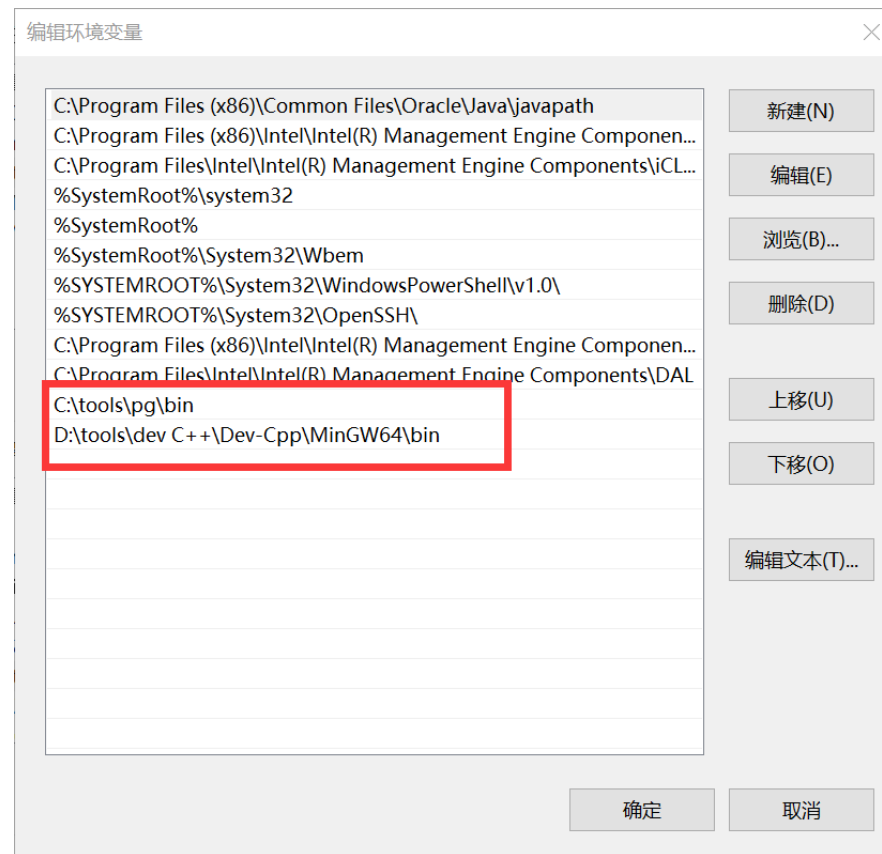 编辑环境变量
C:\Program Files (x86)\Common Files\Oracle\Java\javapath
C:\Program Files (x86)\Intel\Intel(R) Management Engine Componen...
C:\Program Files\Intel\Intel(R) Management Engine Components\iCL...
%SystemRoot%\system32
%SystemRoot%
%SystemRoot%\System32\Wbem
%SYSTEMROOT%\System32\WindowsPowerShell\v1.0\
%SYSTEMROOT%\System32\OpenSSH\
C:\Program Files (x86)\Intel\Intel(R) Management Engine Componen...
C:\Program Files\Intel\Intel(R) Management Engine Components\DAL
C:\tools\pg\bin
D:\tools\dev C++\Dev-Cpp\MinGW64\bin
新建(N)
编辑(E)
浏览(B)...
删除(D)
上移(U)
下移(O)
编辑文本(T)...
确定
取消